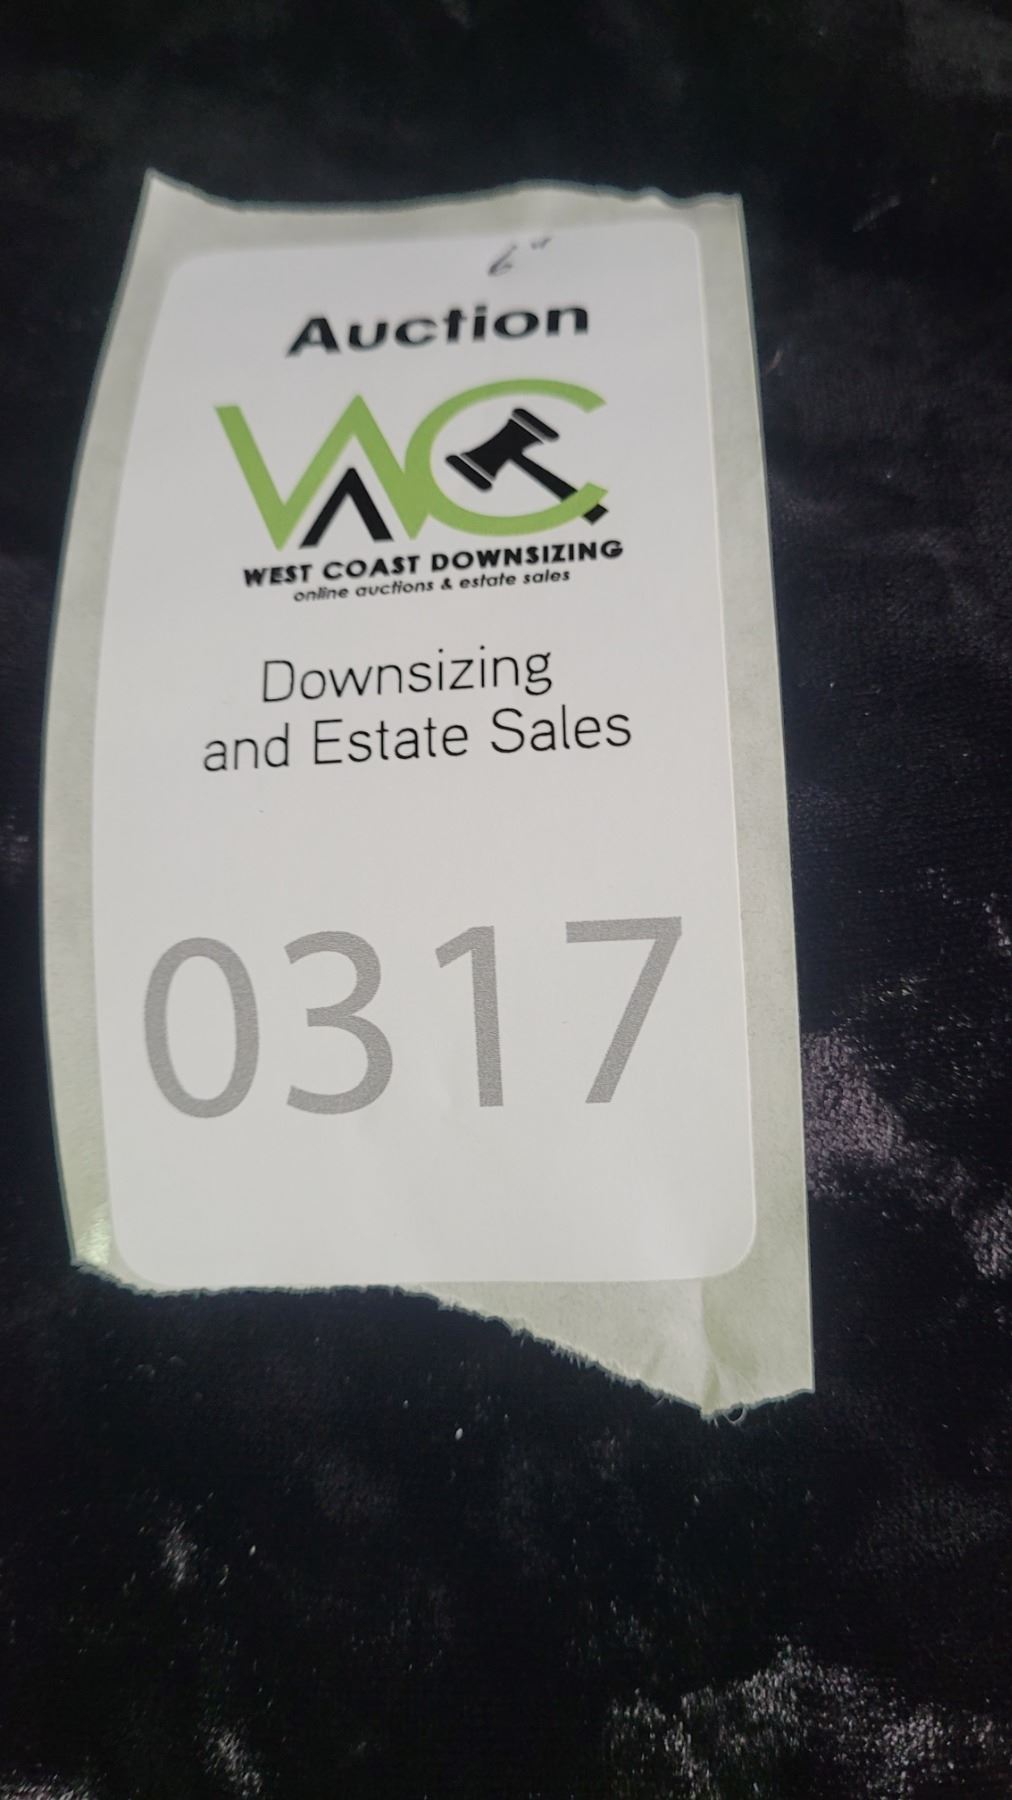 6"
Auction
WC
WEST COAST DOWNSIZING
online auctions & estate sales
Downsizing
and Estate Sales
0317